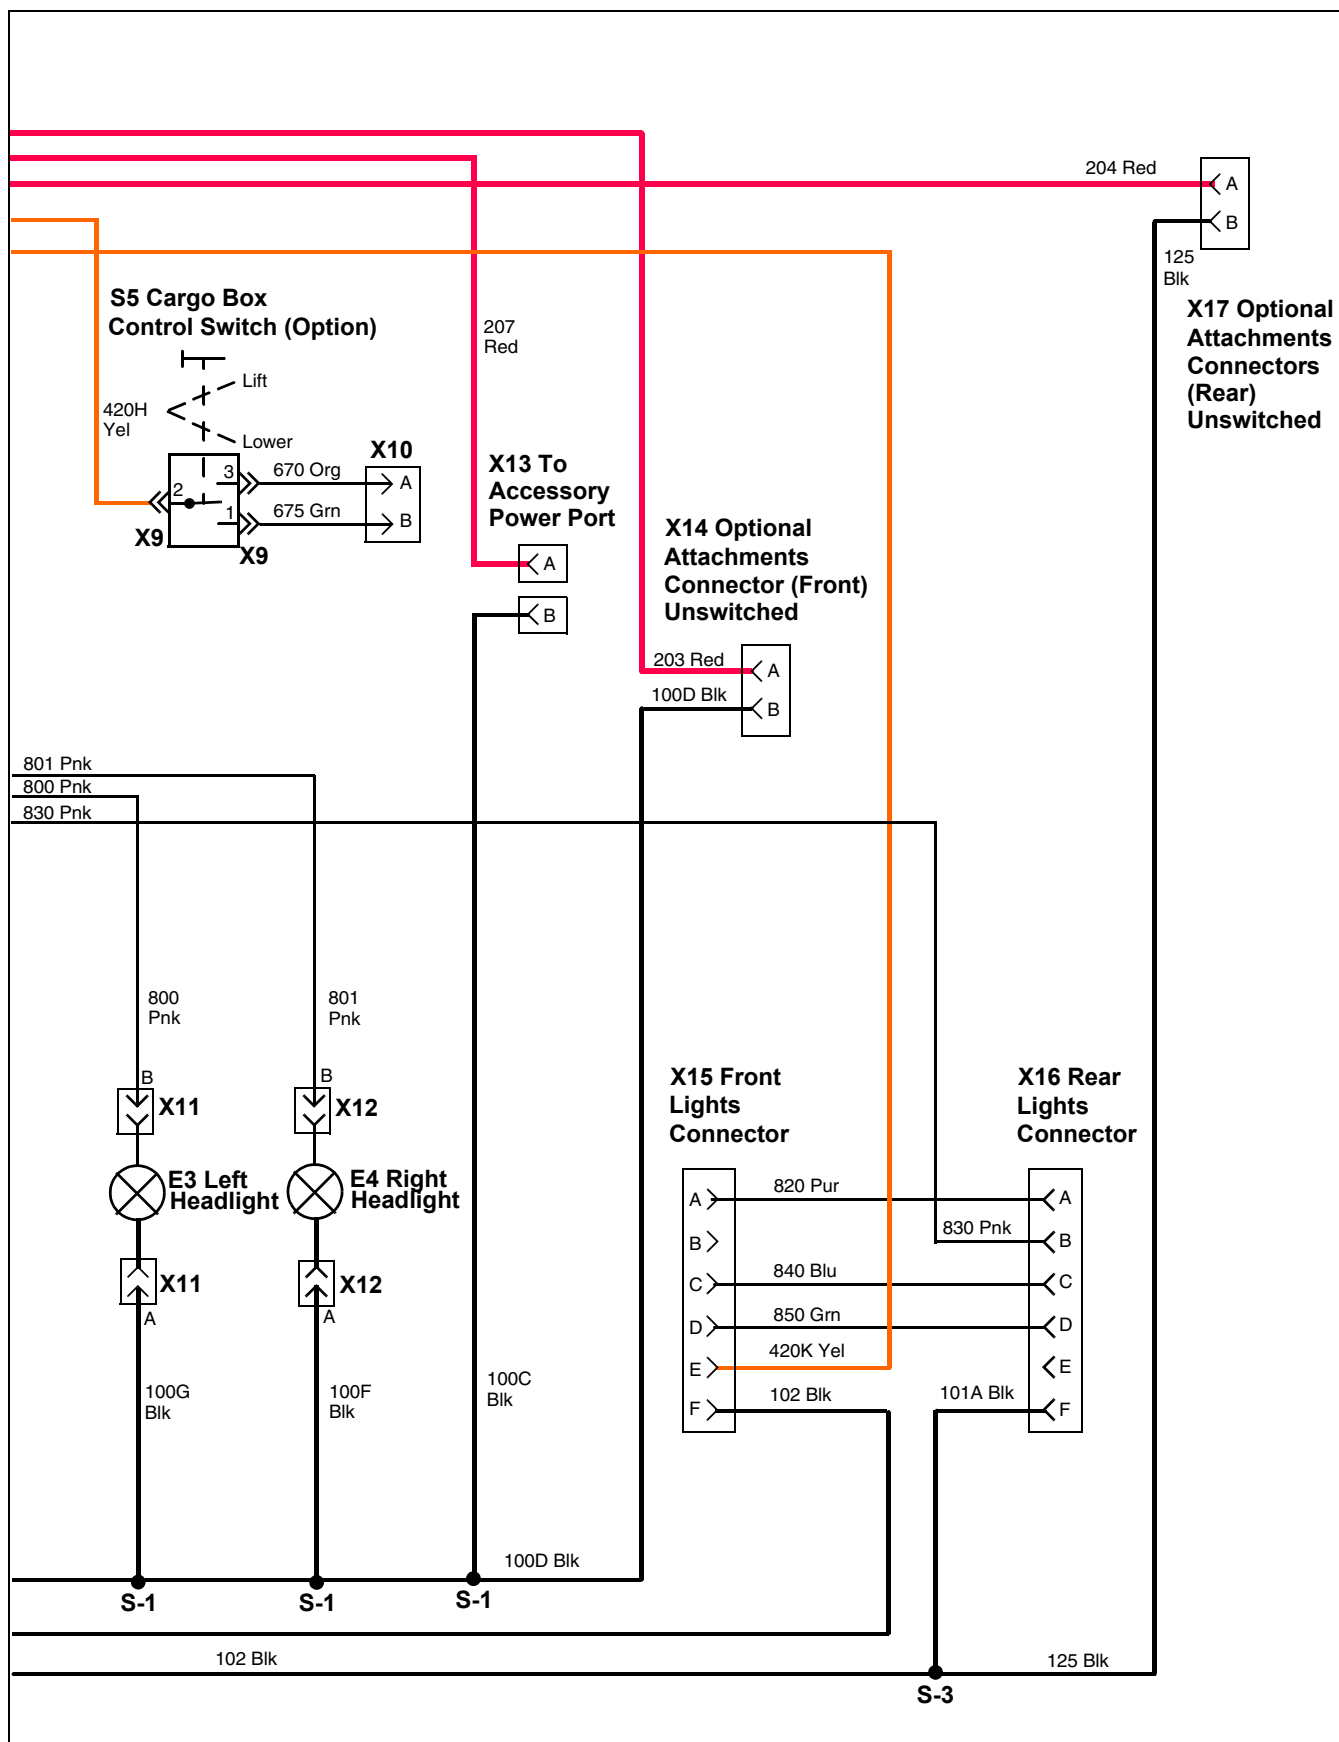 204 Red
A
B
125
Blk
X17 Optional
Attachments
Connectors
(Rear)
Unswitched
S5 Cargo Box
Control Switch (Option)
Lift
420H
Yel
Lower
207
Red
X10
3
670 Org
A
2
1
675 Grn
B
X9
X9
X13 To
Accessory
Power Port
A
B
X14 Optional
Attachments
Connector (Front)
Unswitched
203 Red
A
100D Blk
B
801 Pnk
800 Pnk
830 Pnk
800
Pnk
801
Pnk
B
X11
B
X12
E3 Left
Headlight
E4 Right
Headlight
X11
A
X12
A
100G
Blk
100F
Blk
100C
Blk
X15 Front
Lights
Connector
X16 Rear
Lights
Connector
A
820 Pur
A
B
830 Pnk
B
C
840 Blu
C
D
850 Grn
D
E
420K Yel
E
F
102 Blk
101A Blk
F
100D Blk
S-1
S-1
S-1
102 Blk
125 Blk
S-3